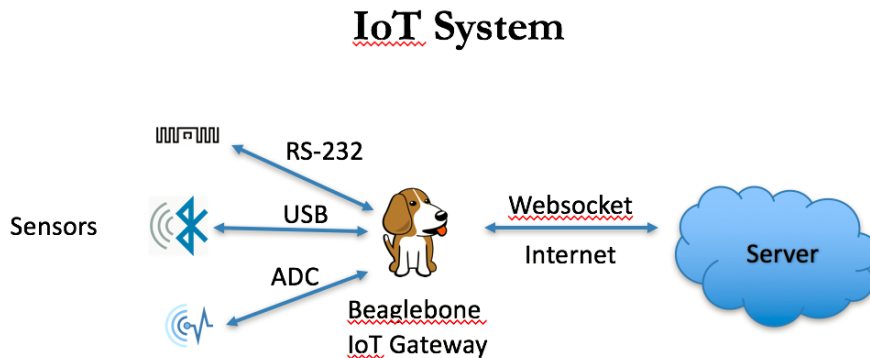 IoT System
RS-232
Sensors
USB
ADC
Beaglebone
IoT Gateway
Websocket
Internet
Server